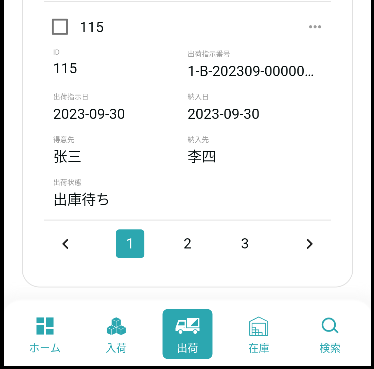 115
ID
出荷指示番号
115
1-B-202309-00000...
出荷指示日
納入日
2023-09-30
2023-09-30
得意先
納入先
张三
李四
出荷状態
出庫待ち
1
2
3
ホーム
入荷
出荷
在庫
検索